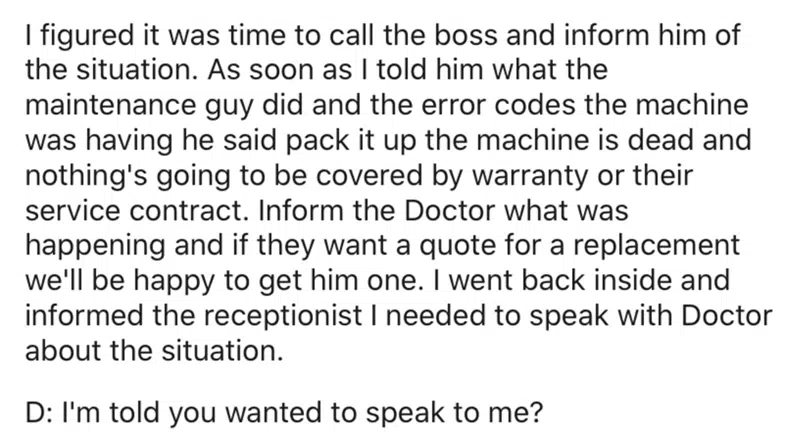 I figured it was time to call the boss and inform him of
the situation. As soon as I told him what the
maintenance guy did and the error codes the machine
was having he said pack it up the machine is dead and
nothing's going to be covered by warranty or their
service contract. Inform the Doctor what was
happening and if they want a quote for a replacement
we'll be happy to get him one. I went back inside and
informed the receptionist I needed to speak with Doctor
about the situation.
D: I'm told you wanted to speak to me?